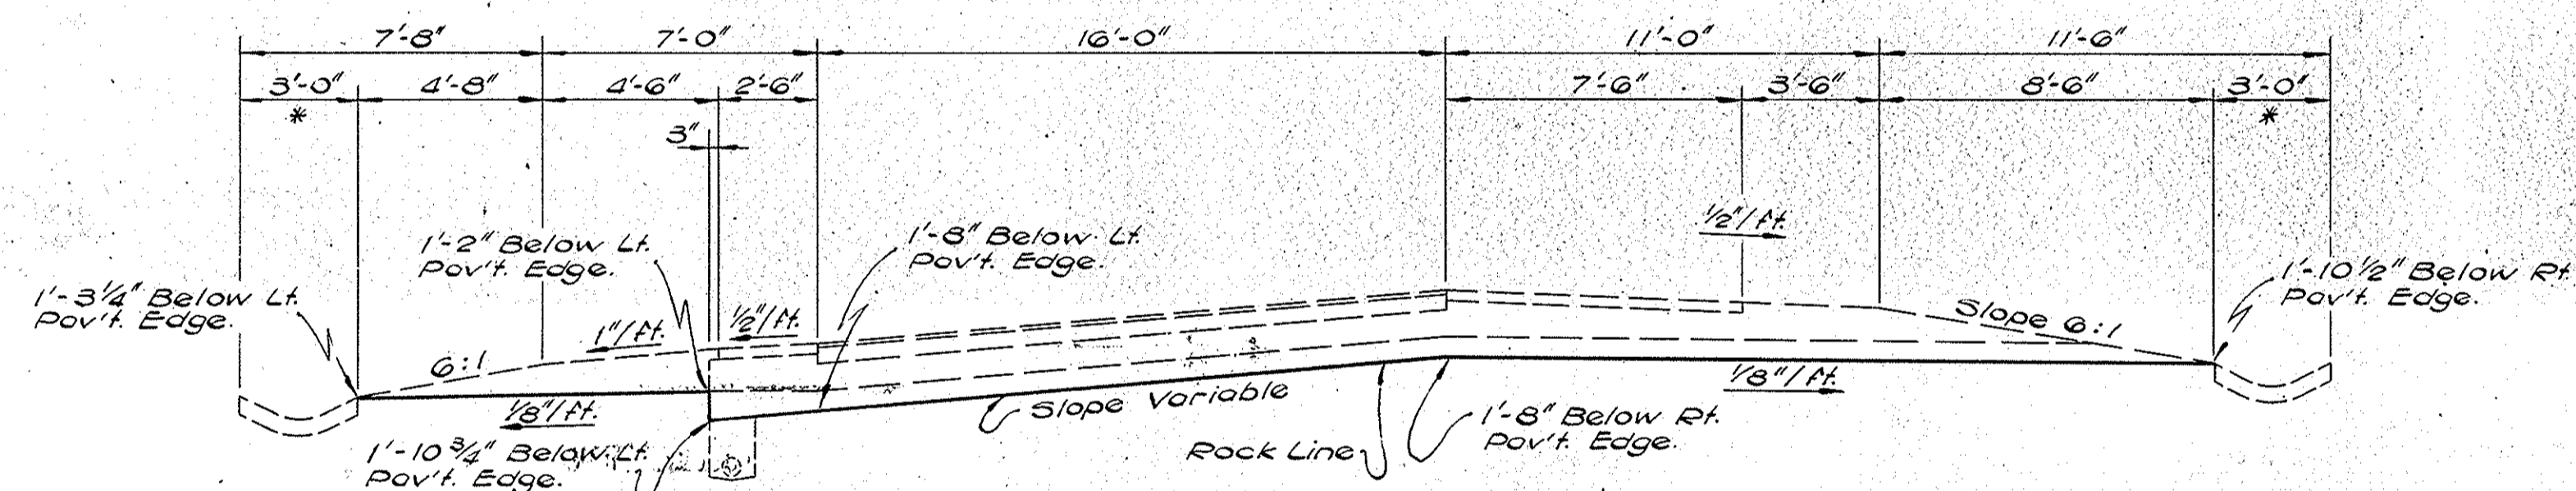 7'-8" 7'-0" 16'-0" 11'-0" 11'-6"
3'-0" 4'-8" 4'-6" 2'-6" 7'-6" 3'-6" 8'-6" 3'-0"
* *
3"
1/2"/ft.
1'-2" Below Lt.
Pav't. Edge.
1'-8" Below Lt.
Pav't. Edge.
1'-10 1/2" Below Rt.
Pav't. Edge.
1'-3 1/4" Below Lt.
Pav't. Edge.
1"/ft. 1/2"/ft.
Slope 6:1
6:1
1/8"/ft.
Slope Variable
1/8"/ft.
1'-10 3/4" Below Lt.
Pav't. Edge.
Rock Line
1'-8" Below Rt.
Pav't. Edge.